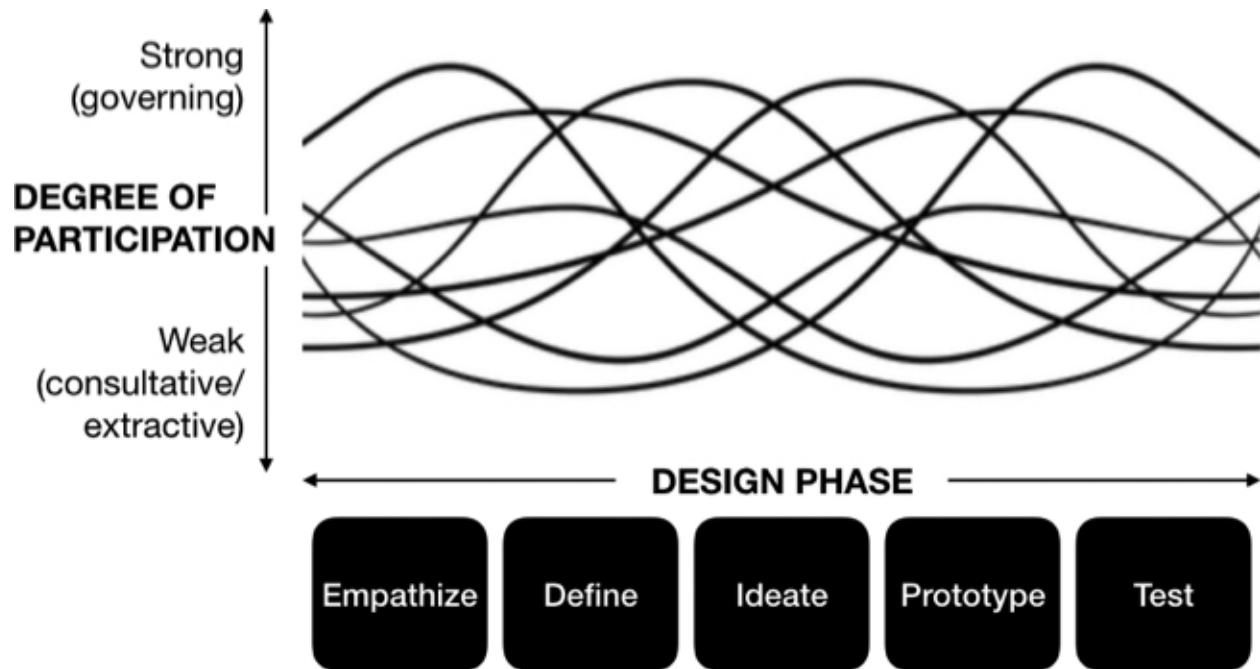 Strong
(governing)
DEGREE OF
PARTICIPATION
Weak
(consultative/
extractive)
DESIGN PHASE
Empathize
Define
Ideate
Prototype
Test